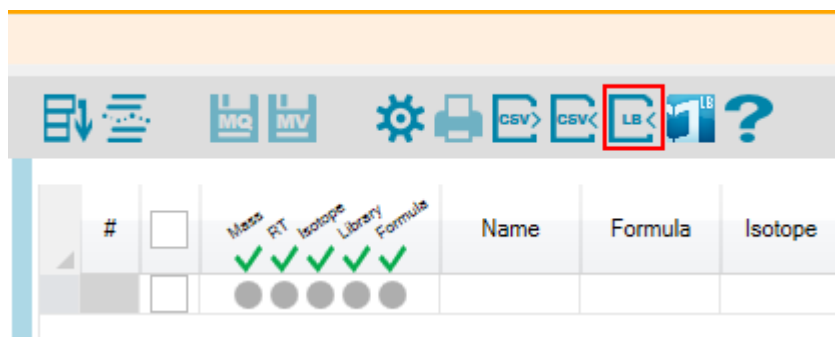 MQ MV CSV> CSV< LB< LB ?
# Mass RT Isotope Library Formula Name Formula Isotope